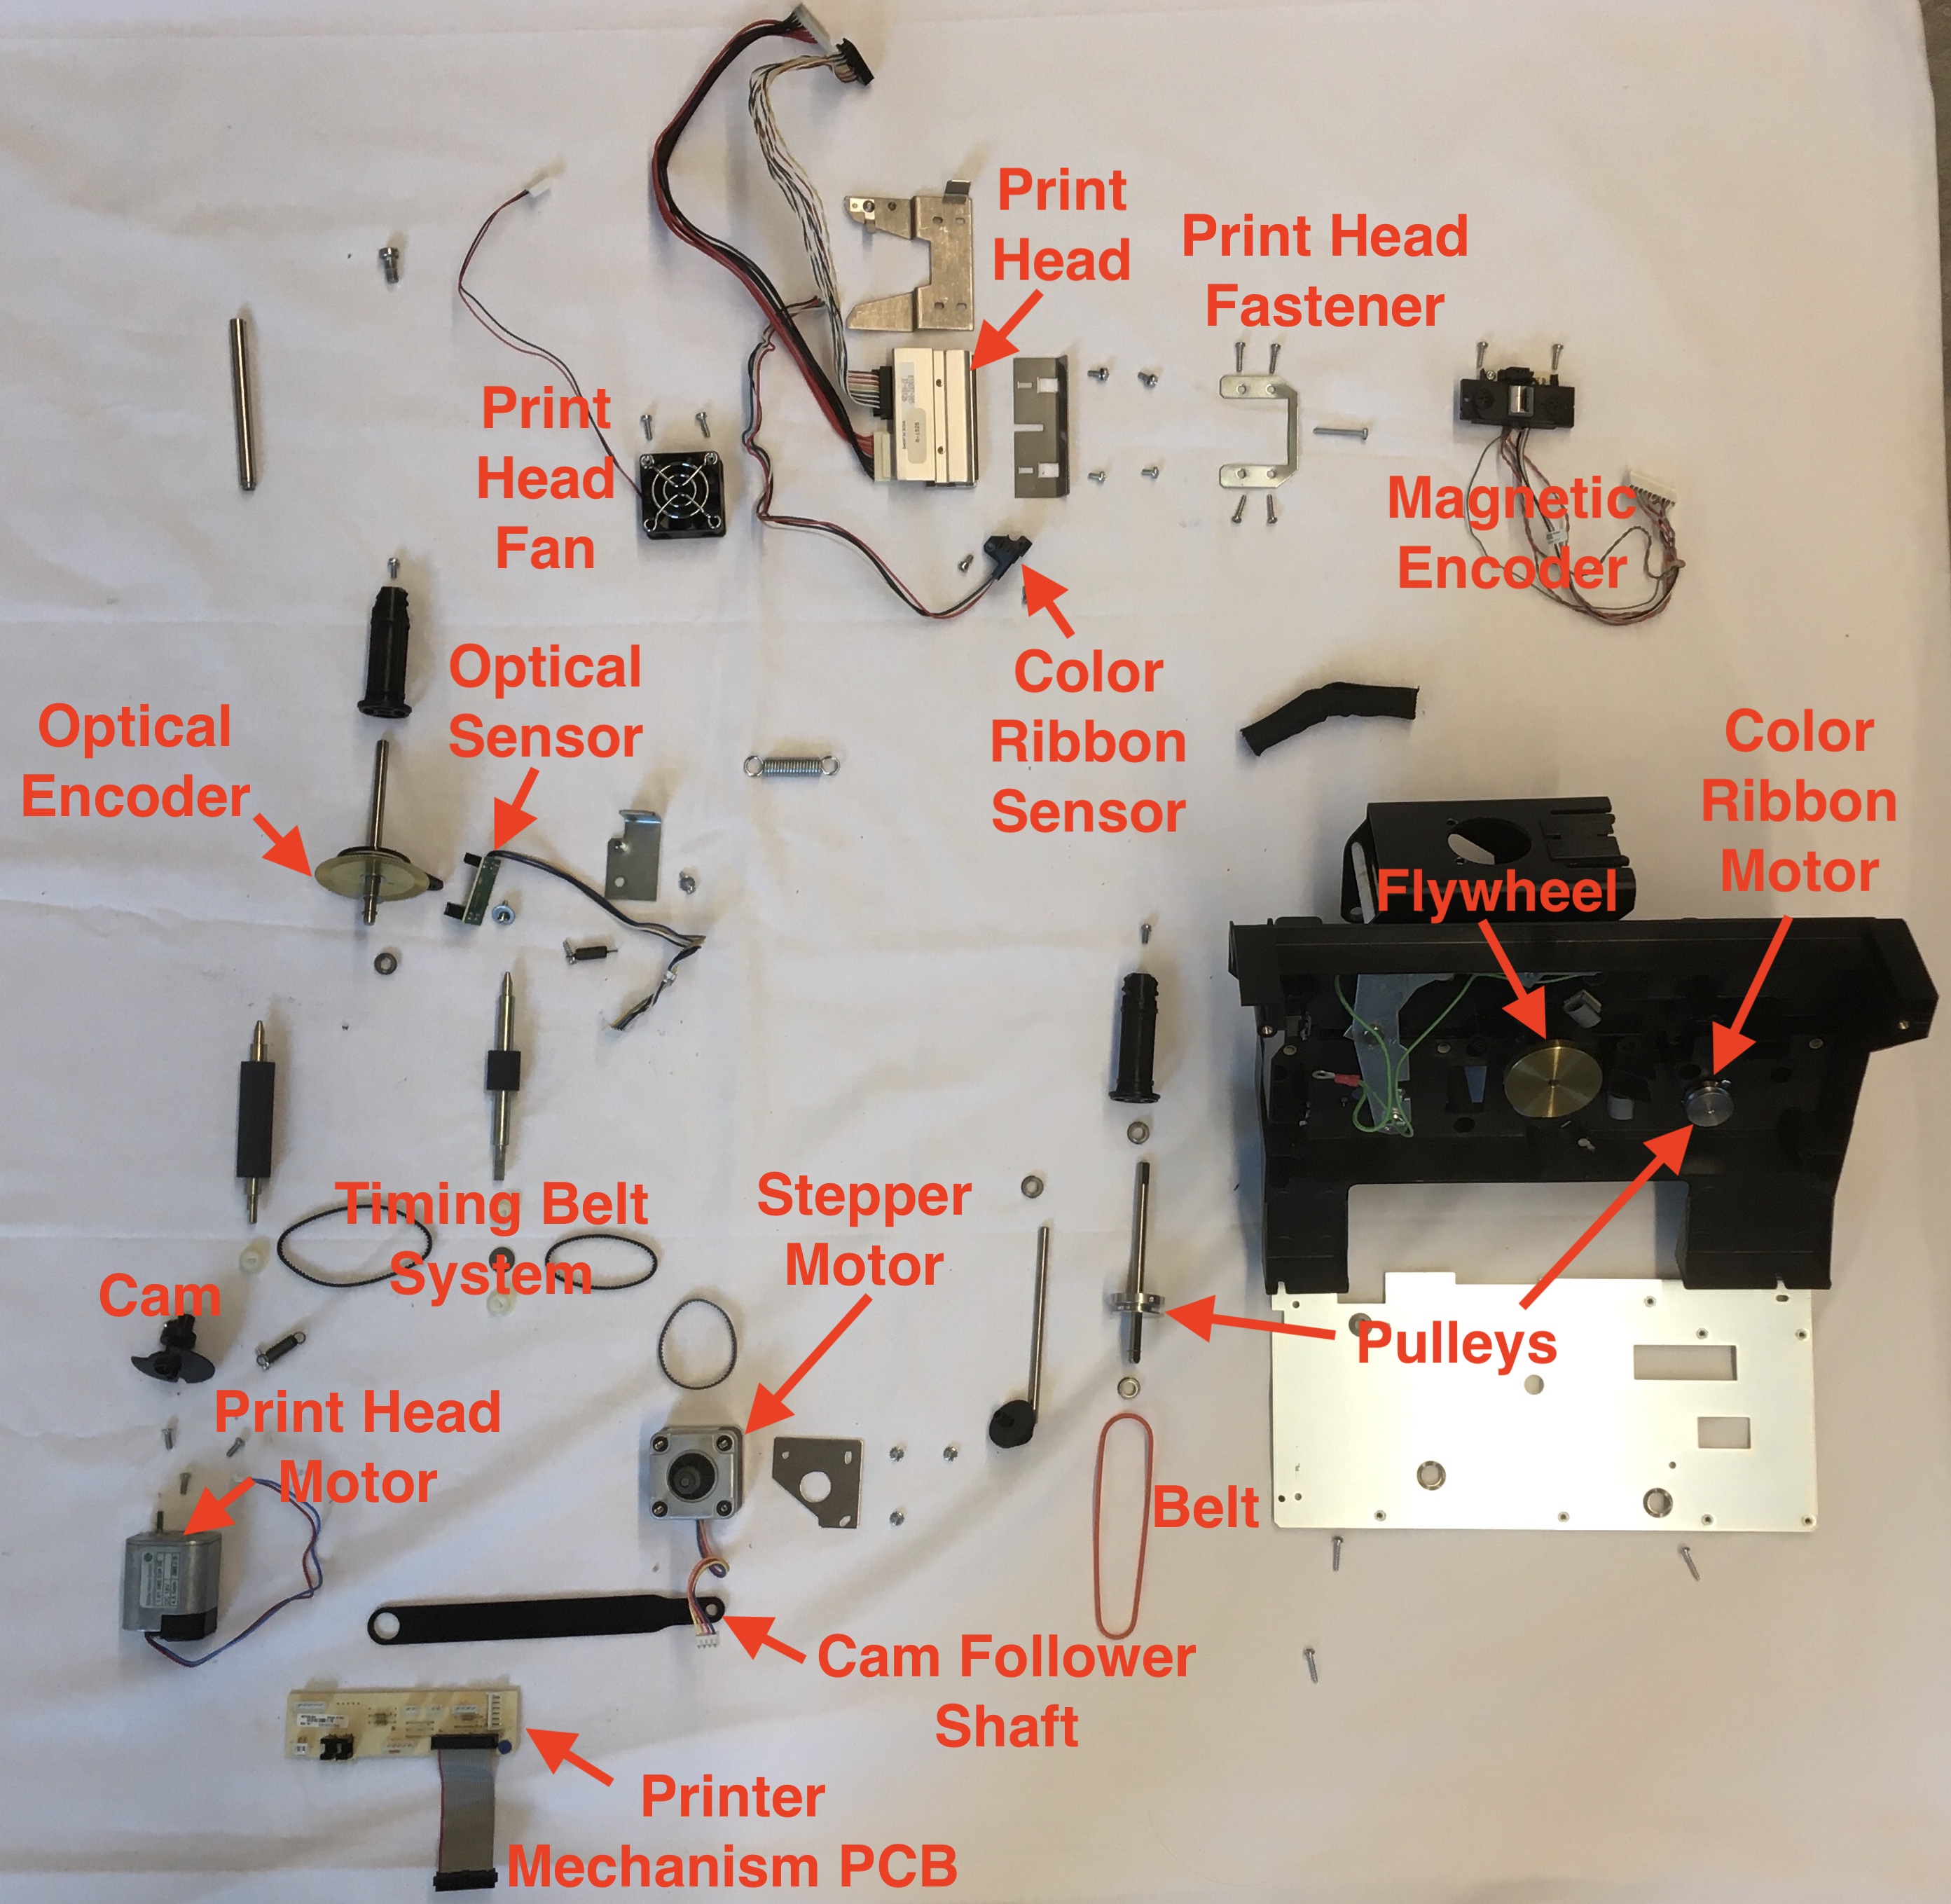 Print
Head
Print Head
Fastener
Print
Head
Fan
Magnetic
Encoder
Optical
Sensor
Color
Ribbon
Sensor
Optical
Encoder
Color
Ribbon
Motor
Flywheel
Timing Belt
System
Stepper
Motor
Cam
Pulleys
Print Head
Motor
Belt
Cam Follower
Shaft
Printer
Mechanism PCB